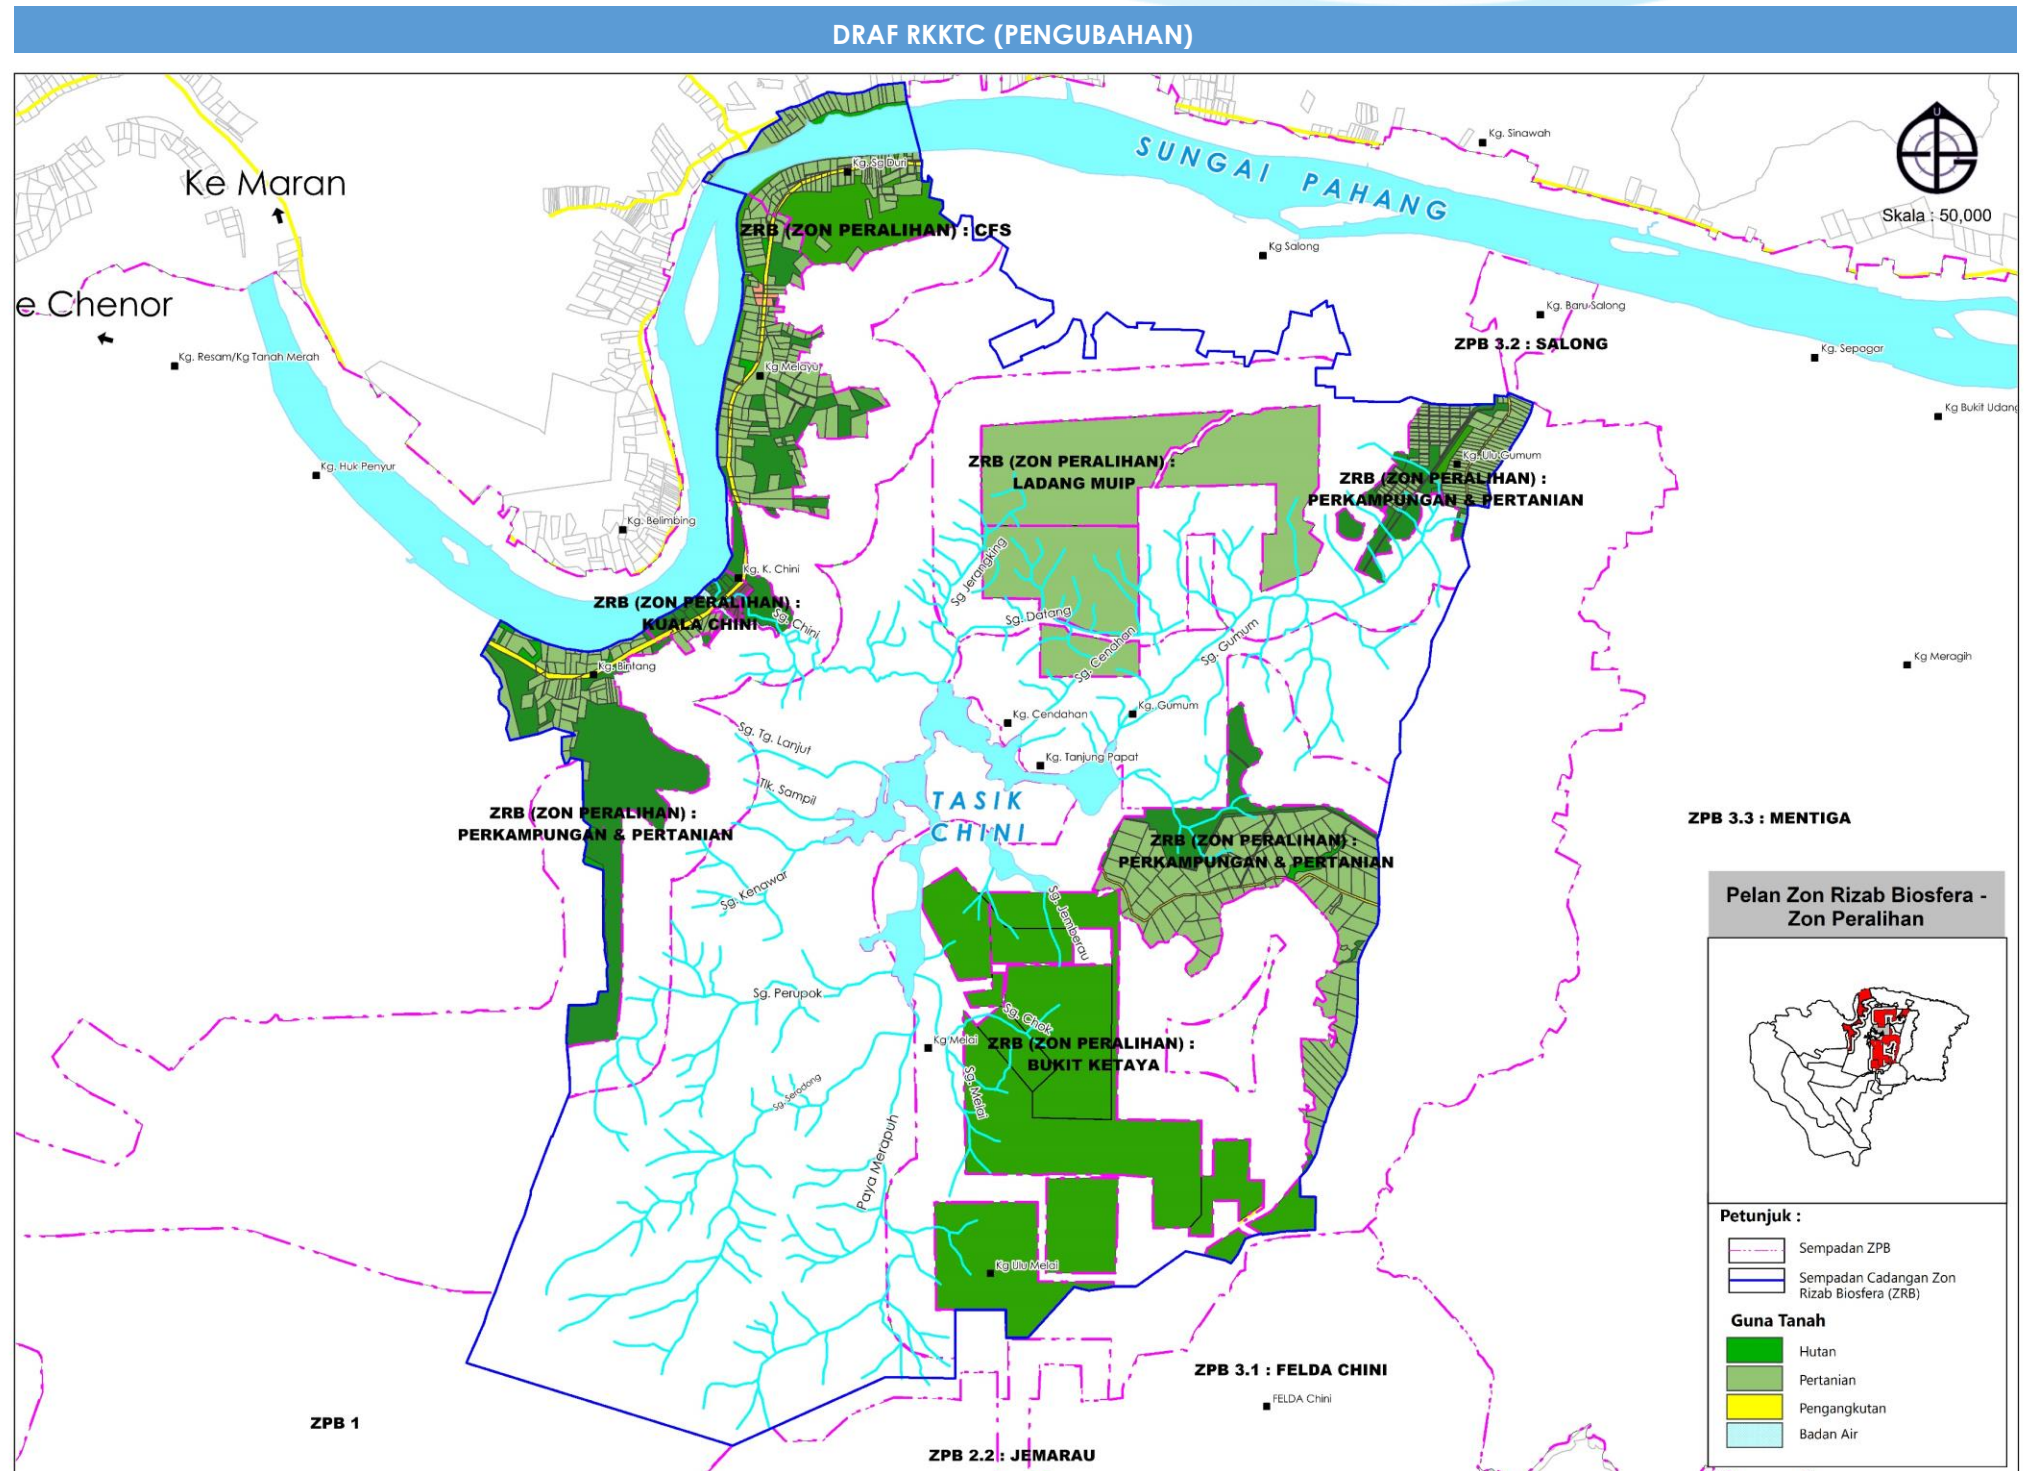 DRAF RKKTC (PENGUBAHAN)
U
Skala : 50,000
Kg. Sinawah
SUNGAI PAHANG
Ke Maran
Kg. Sg Duri
ZRB (ZON PERALIHAN) : CFS
Kg Salong
e Chenor
Kg. Baru-Salong
ZPB 3.2 : SALONG
Kg. Sepagar
Kg. Resam/Kg Tanah Merah
Kg Melayu
Kg Bukit Udang
ZRB (ZON PERALIHAN) :
LADANG MUIP
Kg. Ulu Gumum
ZRB (ZON PERALIHAN) :
PERKAMPUNGAN & PERTANIAN
Kg. Huk Penyur
Kg. Belimbing
Sg Jerangking
Kg. K. Chini
ZRB (ZON PERALIHAN) :
KUALA CHINI
Sg. Chini
Sg. Datang
Sg. Cenahan
Sg. Gumum
Kg. Bintang
Kg Meragih
Kg. Cendahan
Kg. Gumum
Sg. Tg. Lanjut
Kg. Tanjung Papat
Tlk. Sampil
TASIK
CHINI
ZRB (ZON PERALIHAN) :
PERKAMPUNGAN & PERTANIAN
ZPB 3.3 : MENTIGA
ZRB (ZON PERALIHAN) :
PERKAMPUNGAN & PERTANIAN
Sg. Kenawar
Sg. Jemberau
Pelan Zon Rizab Biosfera -
Zon Peralihan
Sg. Perupok
Sg. Chok
Kg Melai
ZRB (ZON PERALIHAN) :
BUKIT KETAYA
Sg. Melai
Sg. Serodong
Paya Merapuh
Kg Ulu Melai
Petunjuk :
Sempadan ZPB
Sempadan Cadangan Zon
Rizab Biosfera (ZRB)
Guna Tanah
Hutan
Pertanian
Pengangkutan
Badan Air
ZPB 3.1 : FELDA CHINI
FELDA Chini
ZPB 1
ZPB 2.2 : JEMARAU